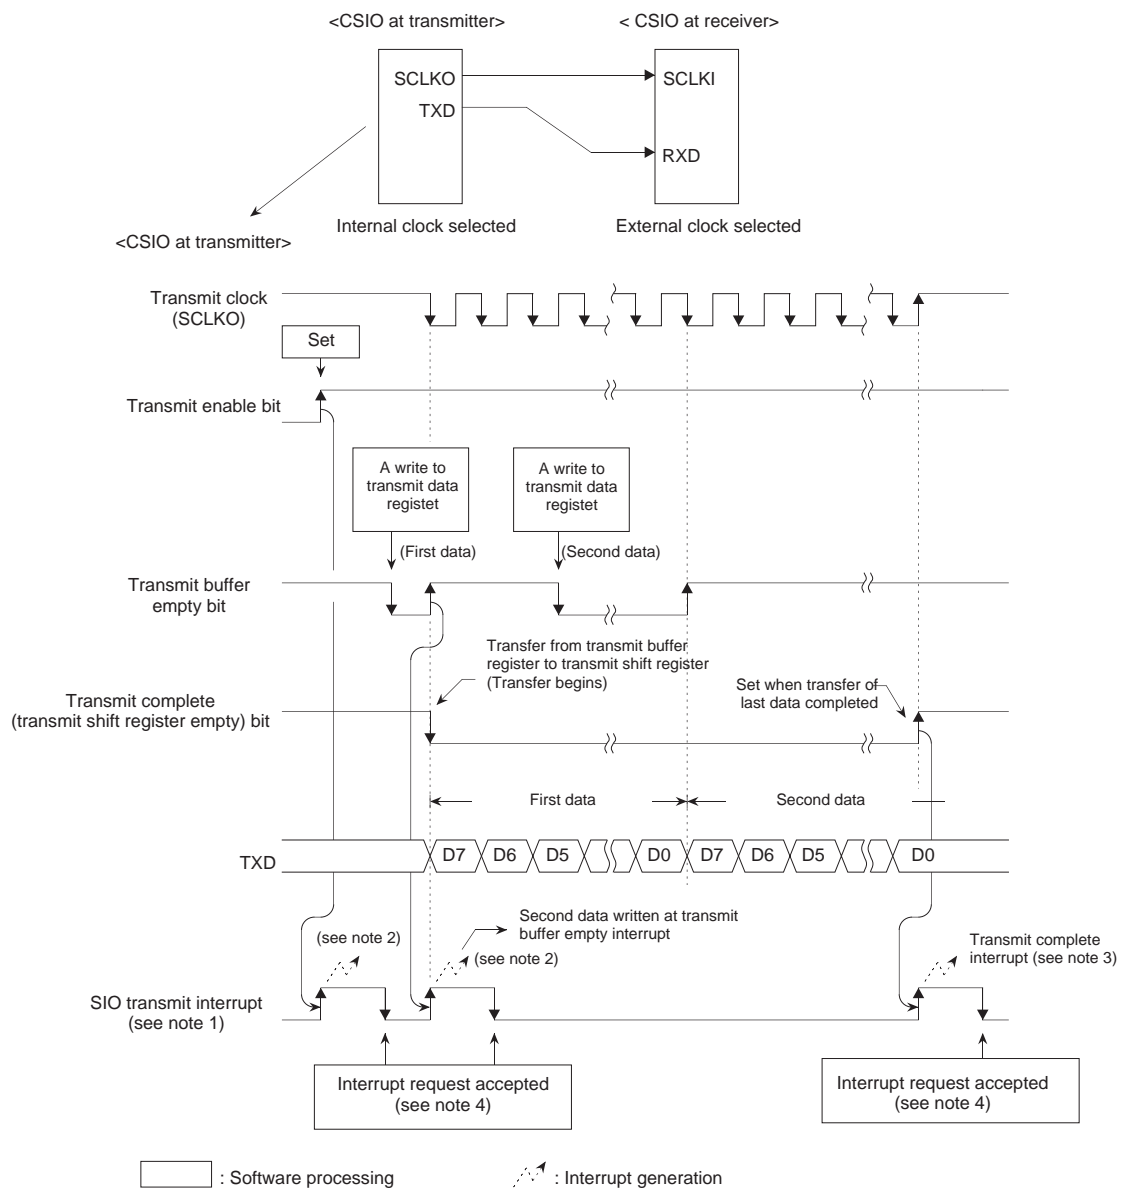 <CSIO at transmitter>
< CSIO at receiver>
SCLKO
SCLKI
TXD
RXD
Internal clock selected
External clock selected
<CSIO at transmitter>
Transmit clock
(SCLKO)
Set
Transmit enable bit
A write to
transmit data
registet
A write to
transmit data
registet
(First data)
(Second data)
Transmit buffer
empty bit
Transfer from transmit buffer
register to transmit shift register
(Transfer begins)
Set when transfer of
last data completed
Transmit complete
(transmit shift register empty) bit
First data
Second data
TXD
D7
D6
D5
D0
D7
D6
D5
D0
(see note 2)
Second data written at transmit
buffer empty interrupt
(see note 2)
Transmit complete
interrupt (see note 3)
SIO transmit interrupt
(see note 1)
Interrupt request accepted
(see note 4)
Interrupt request accepted
(see note 4)
: Software processing
: Interrupt generation